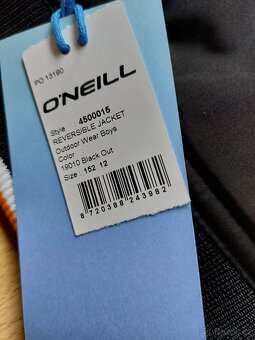 PO 13190
O'NEILL
Style 4500015
REVERSIBLE JACKET
Outdoor Wear Boys
Color
19010 Black Out
Size: 152 12
8720388243982